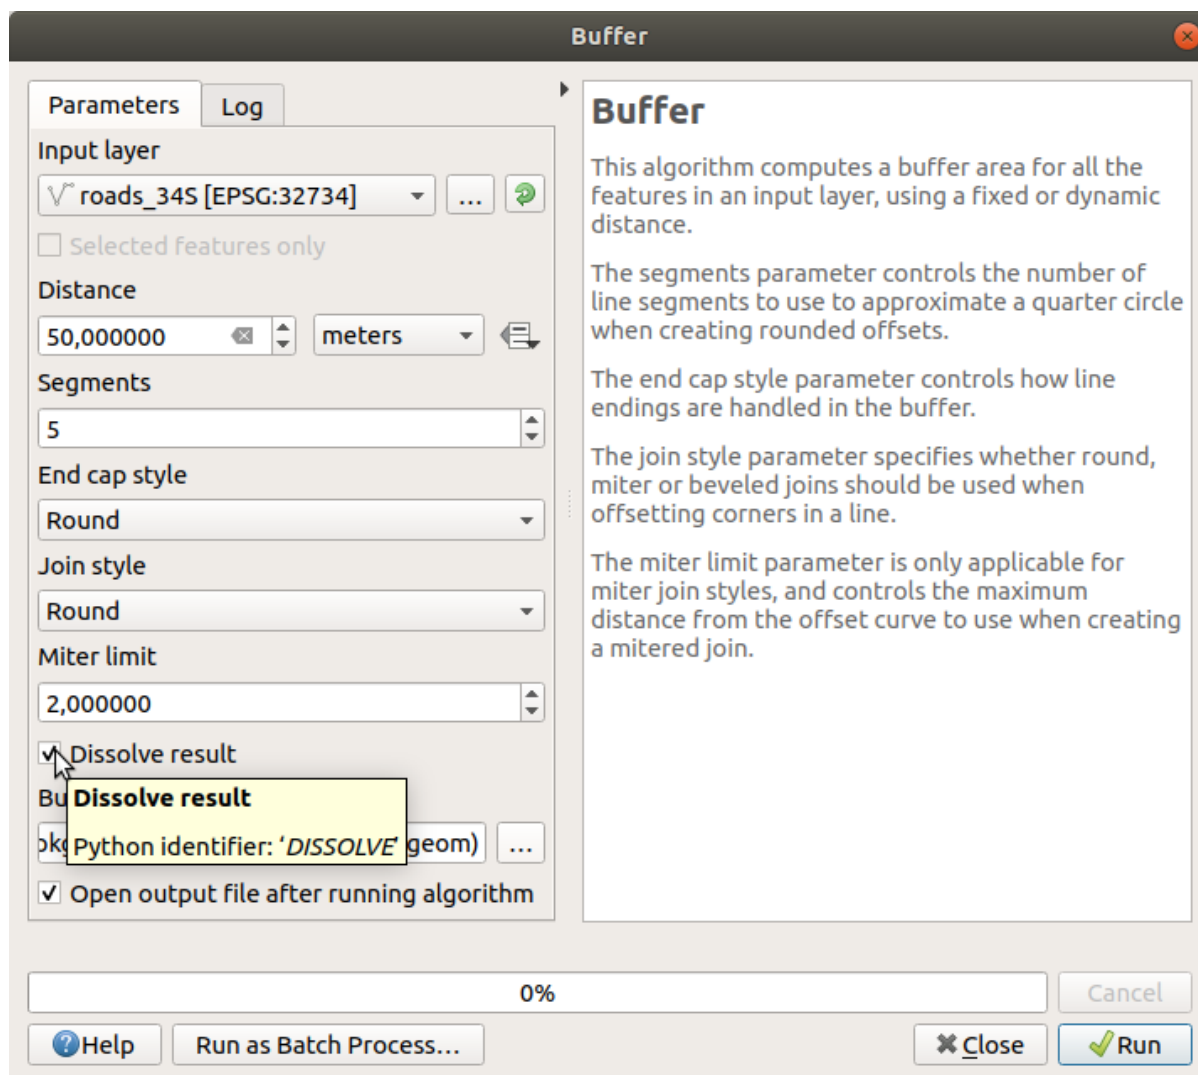 Buffer
Parameters
Log
Input layer
roads_34S [EPSG:32734]
...
Selected features only
Distance
50,000000
meters
Segments
5
End cap style
Round
Join style
Round
Miter limit
2,000000
Dissolve result
Dissolve result
Python identifier: ‘DISSOLVE’
geom)
...
Open output file after running algorithm
Buffer
This algorithm computes a buffer area for all the
features in an input layer, using a fixed or dynamic
distance.
The segments parameter controls the number of
line segments to use to approximate a quarter circle
when creating rounded offsets.
The end cap style parameter controls how line
endings are handled in the buffer.
The join style parameter specifies whether round,
miter or beveled joins should be used when
offsetting corners in a line.
The miter limit parameter is only applicable for
miter join styles, and controls the maximum
distance from the offset curve to use when creating
a mitered join.
0%
Cancel
Help
Run as Batch Process...
Close
Run